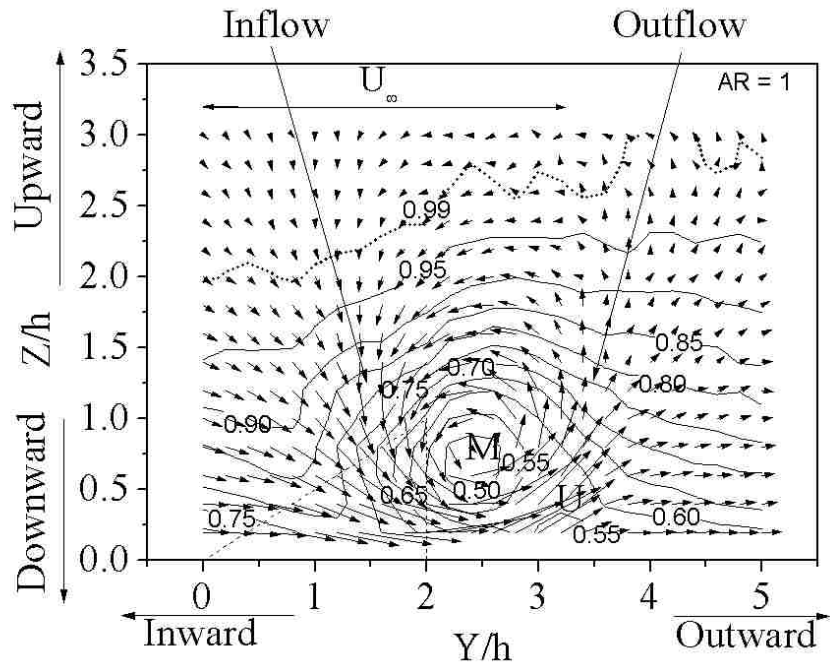 Inflow
Outflow
3.5
U∞
AR = 1
3.0
Upward
2.5
0.99
2.0
0.95
Z/h
1.5
0.85
0.70
0.80
0.75
1.0
0.90
M
0.55
0.5
0.65
0.50
U
0.75
0.60
0.55
Downward
0.0
0
1
2
3
4
5
Inward
Y/h
Outward